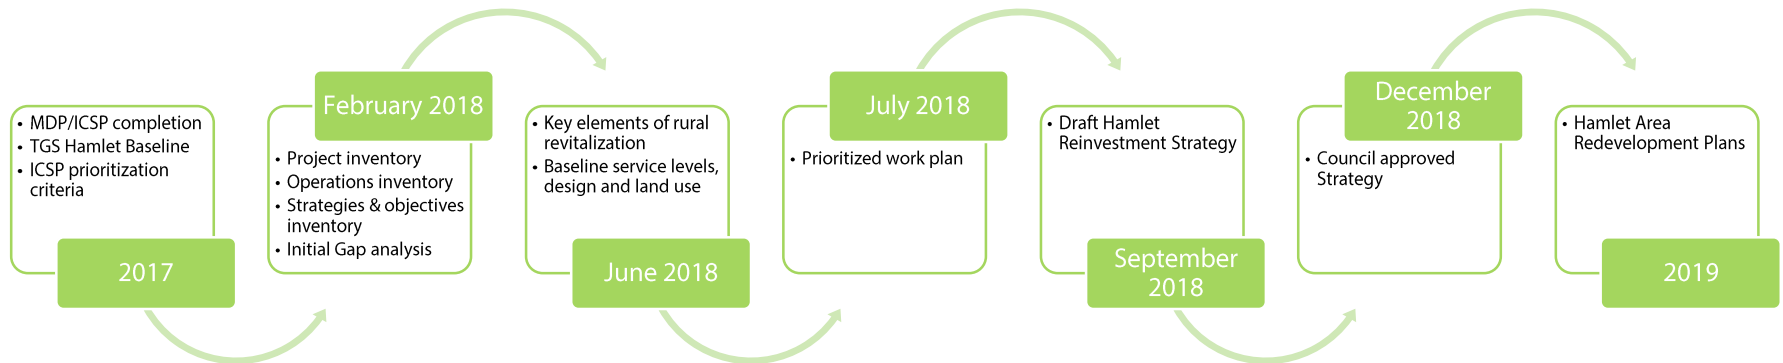 2017
• MDP/ICSP completion
• TGS Hamlet Baseline
• ICSP prioritization
criteria
February 2018
• Project inventory
• Operations inventory
• Strategies & objectives
inventory
• Initial Gap analysis
June 2018
• Key elements of rural
revitalization
• Baseline service levels,
design and land use
July 2018
• Prioritized work plan
September
2018
• Draft Hamlet
Reinvestment Strategy
December
2018
• Council approved
Strategy
2019
• Hamlet Area
Redevelopment Plans